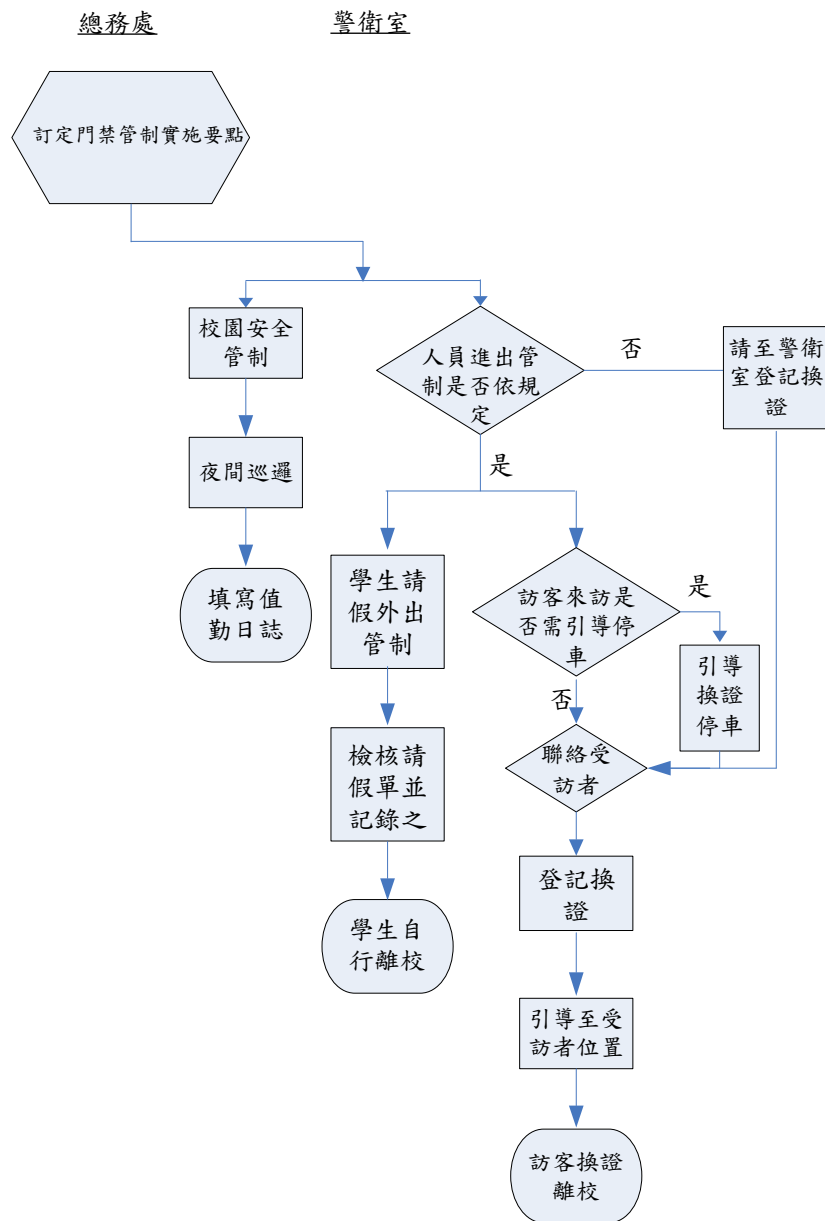 總務處
警衛室
訂定門禁管制實施要點
校園安全
管制
夜間巡邏
填寫值
勤日誌
人員進出管
制是否依規
定
否
請至警衛
室登記換
證
是
學生請
假外出
管制
檢核請
假單並
記錄之
學生自
行離校
訪客來訪是
否需引導停
車
是
引導
換證
停車
否
聯絡受
訪者
登記換
證
引導至受
訪者位置
訪客換證
離校